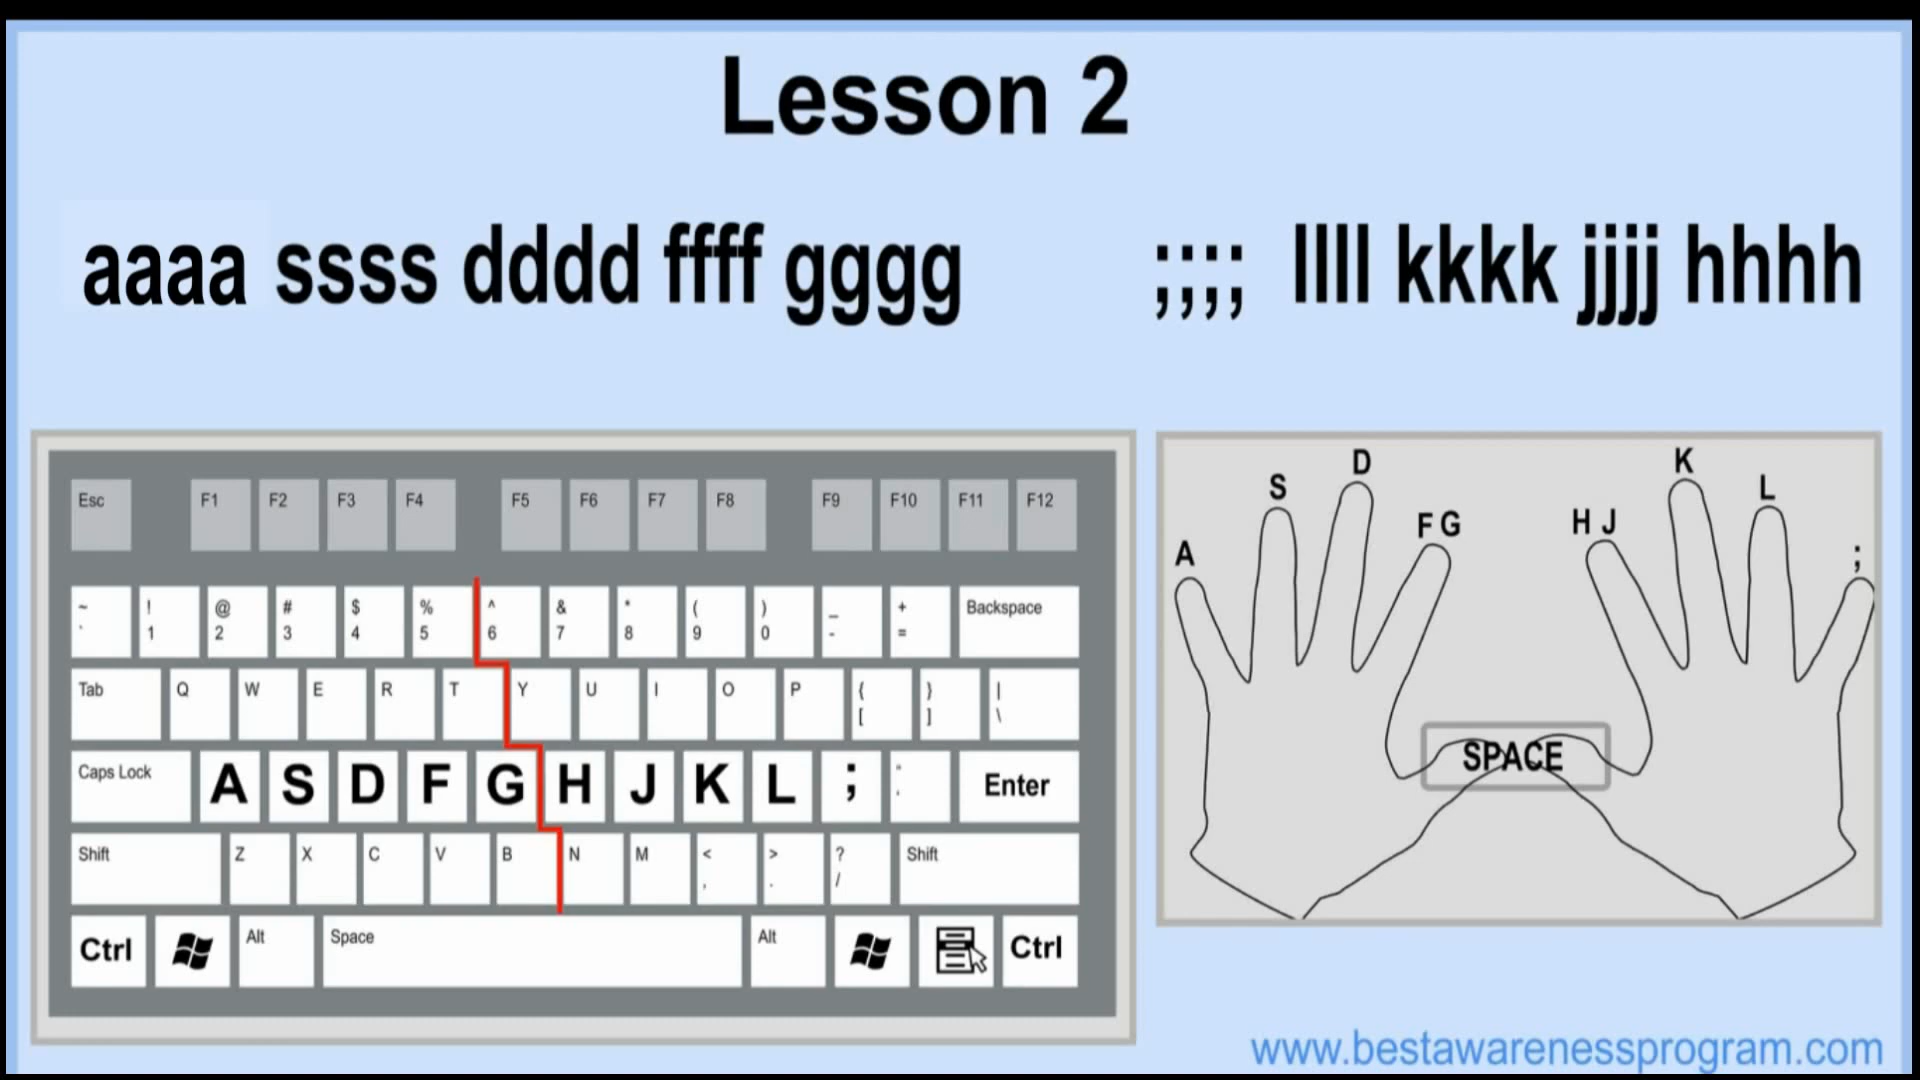 Lesson 2
aaaa ssss dddd ffff gggg ;;;; llll kkkk jjjj hhhh
Esc F1 F2 F3 F4 F5 F6 F7 F8 F9 F10 F11 F12
~ ! @ # $ % ^ & * ( ) _ + Backspace
` 1 2 3 4 5 6 7 8 9 0 - =
Tab Q W E R T Y U I O P { } |
[ ] \
Caps Lock A S D F G H J K L ; Enter
Shift Z X C V B N M < > ? Shift
, . /
Ctrl Alt Space Alt Ctrl
A S D F G H J K L ;
SPACE
www.bestawarenessprogram.com